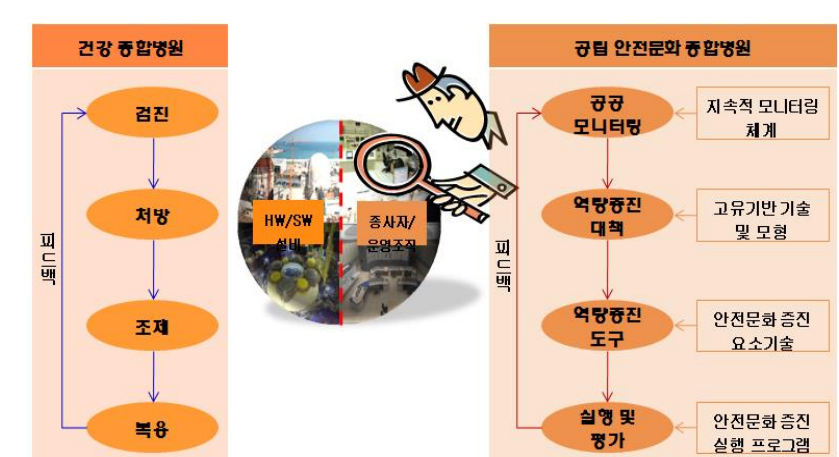 건강 종합병원
검진
처방
조제
복용
피드백
HW/SW
설비
종사자/
운영조직
공립 안전문화 종합병원
공공
모니터링
역량증진
대책
역량증진
도구
실행 및
평가
피드백
지속적 모니터링
체계
고유기반 기술
및 모형
안전문화 증진
요소기술
안전문화 증진
실행 프로그램